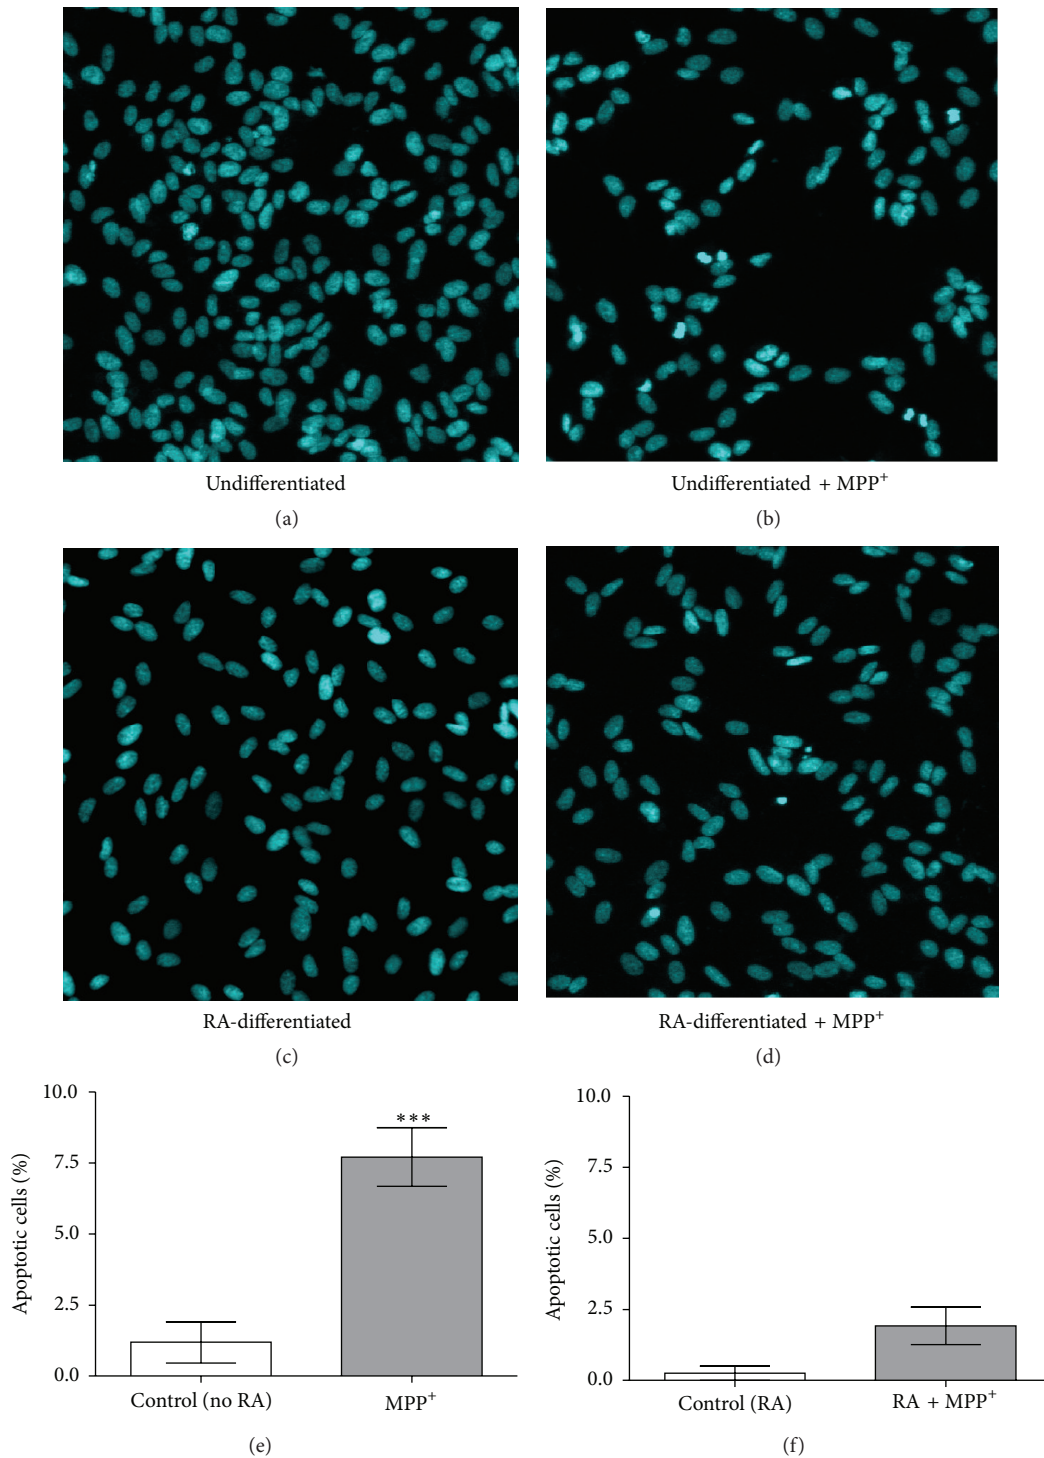 Undifferentiated
(a)
Undifferentiated + MPP⁺
(b)
RA-differentiated
(c)
RA-differentiated + MPP⁺
(d)
Apoptotic cells (%)
10.0
7.5
5.0
2.5
0.0
***
Control (no RA)
MPP⁺
(e)
Apoptotic cells (%)
10.0
7.5
5.0
2.5
0.0
Control (RA)
RA + MPP⁺
(f)